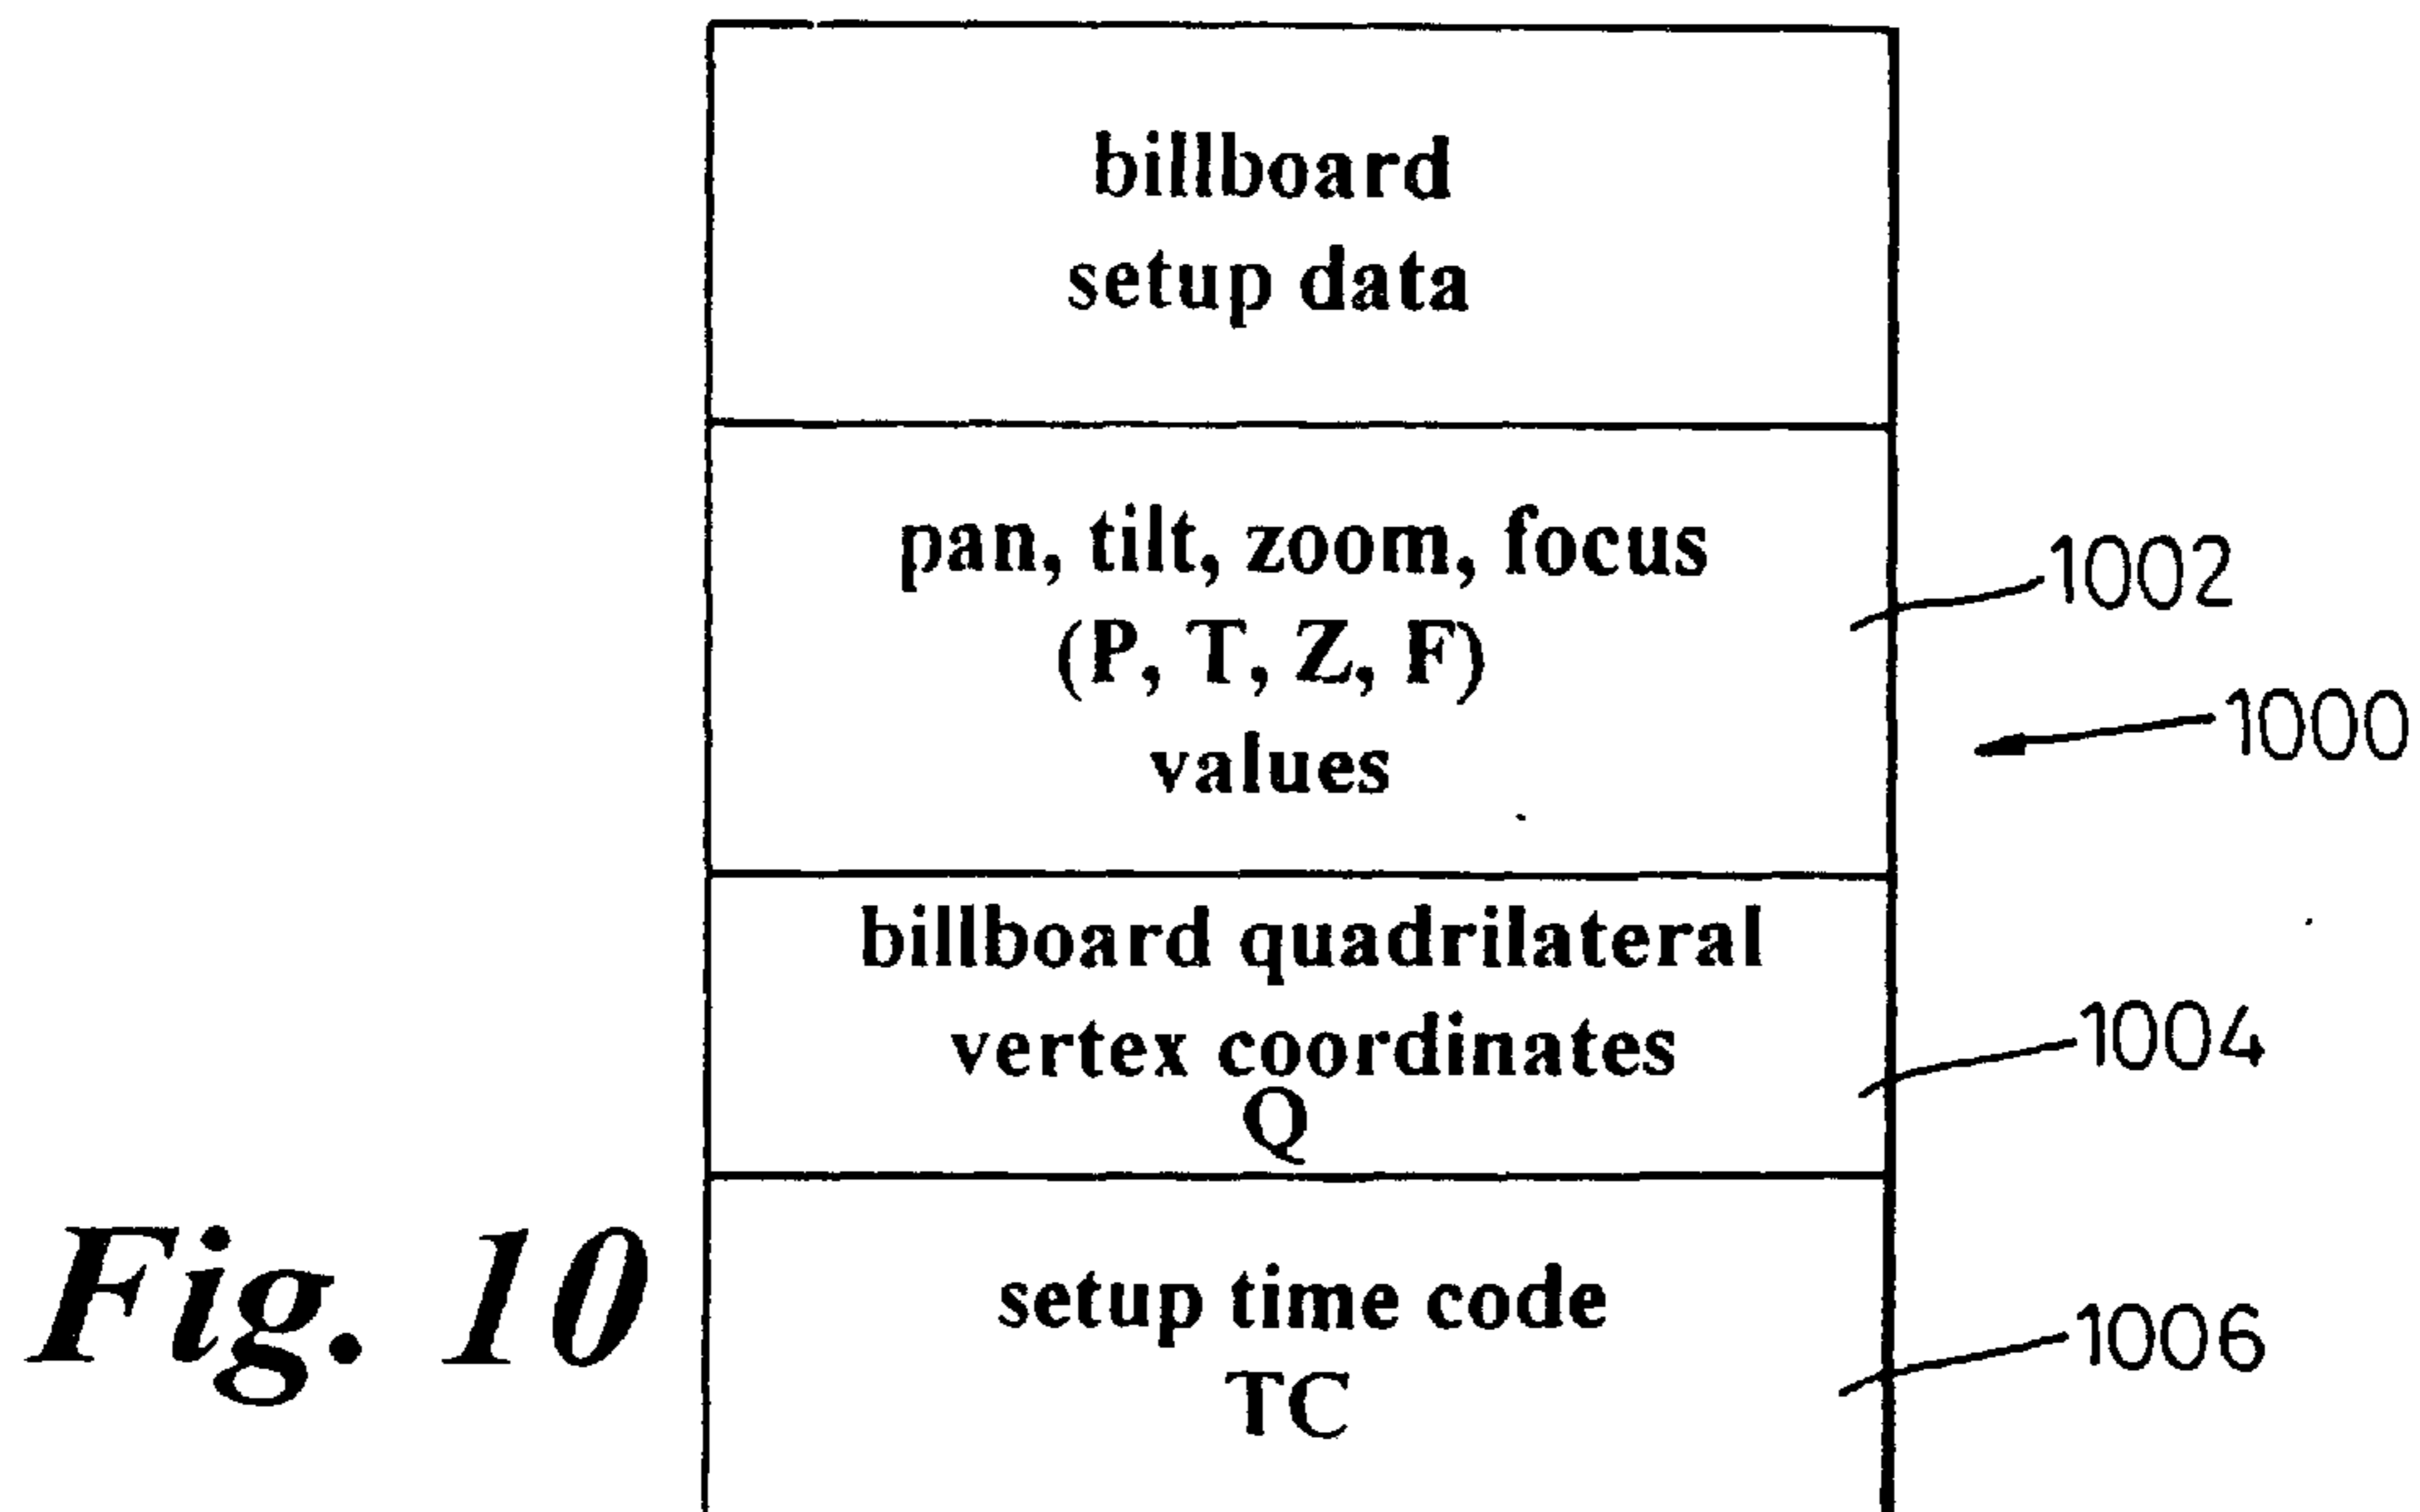 billboard
setup data
pan, tilt, zoom, focus
(P, T, Z, F)
values
1002
1000
billboard quadrilateral
vertex coordinates
Q
1004
setup time code
TC
1006
Fig. 10